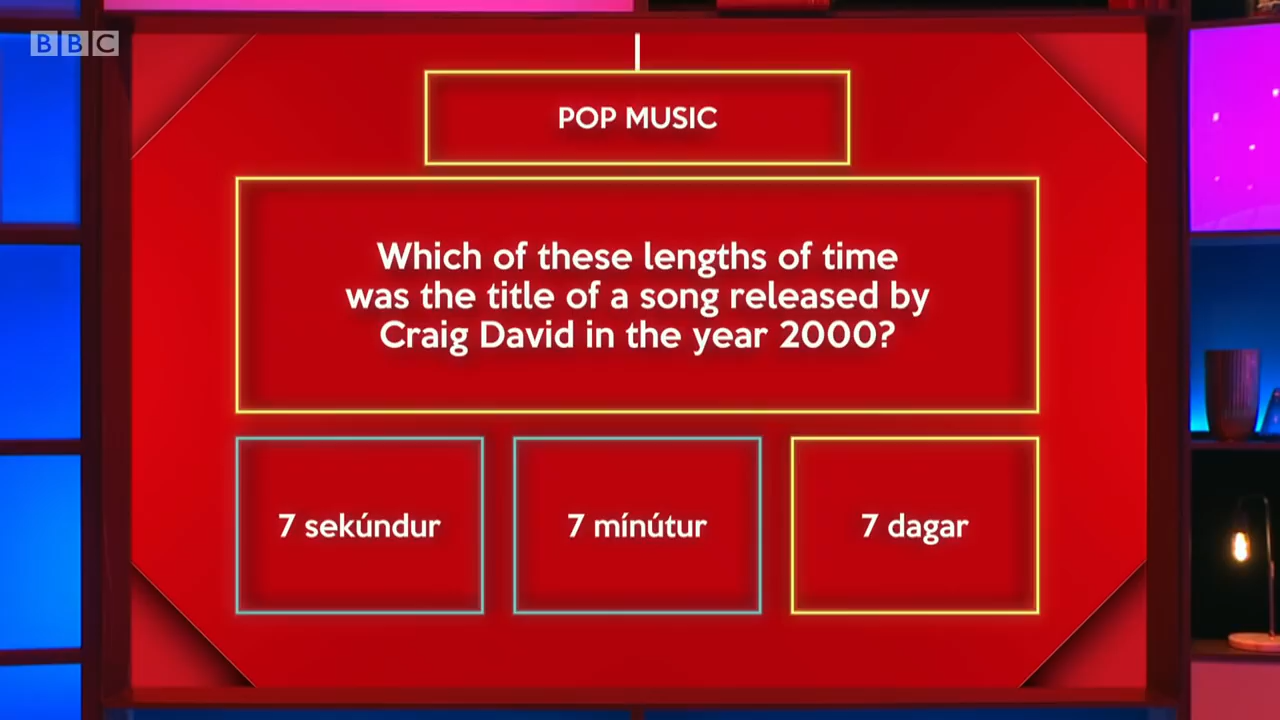 BBC
POP MUSIC
Which of these lengths of time
was the title of a song released by
Craig David in the year 2000?
7 sekúndur
7 mínútur
7 dagar